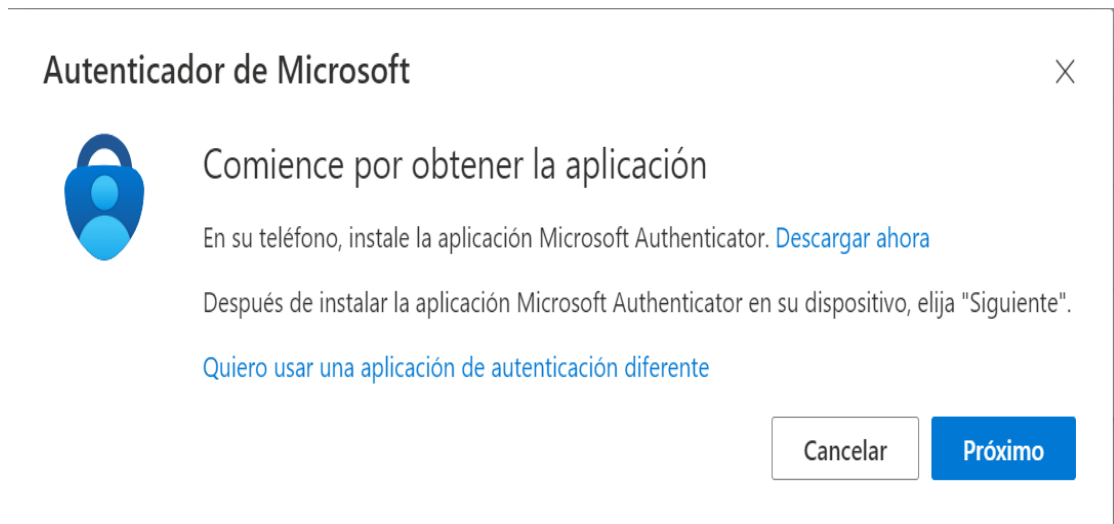 Autenticador de Microsoft
Comience por obtener la aplicación
En su teléfono, instale la aplicación Microsoft Authenticator. Descargar ahora
Después de instalar la aplicación Microsoft Authenticator en su dispositivo, elija "Siguiente".
Quiero usar una aplicación de autenticación diferente
Cancelar Próximo